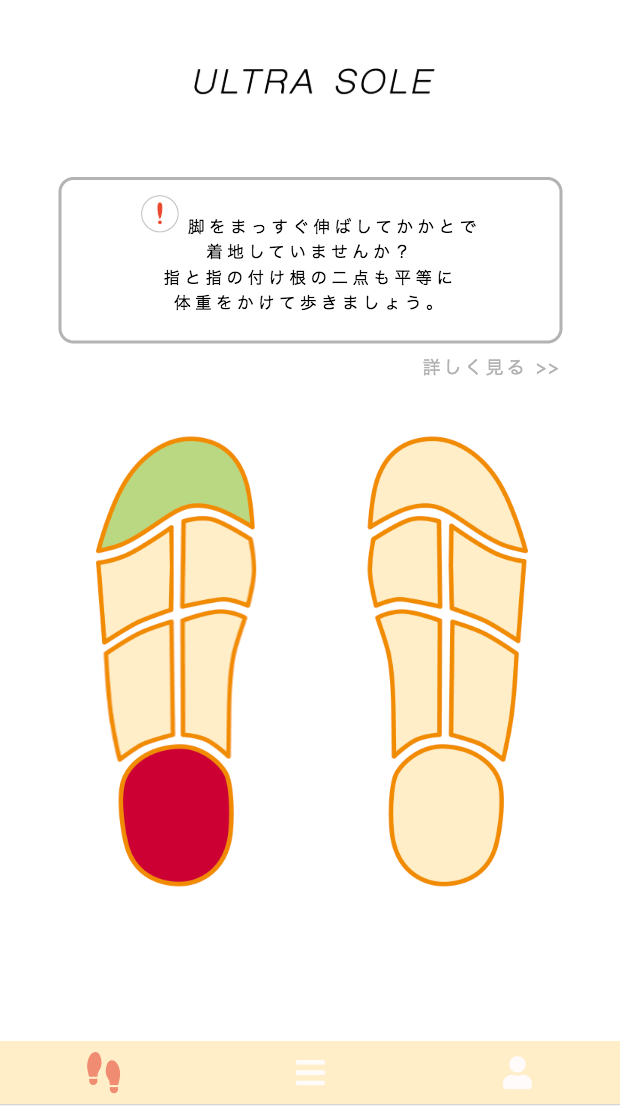 ULTRA SOLE
脚をまっすぐ伸ばしてかかとで
着地していませんか？
指と指の付け根の二点も平等に
体重をかけて歩きましょう。
詳しく見る >>